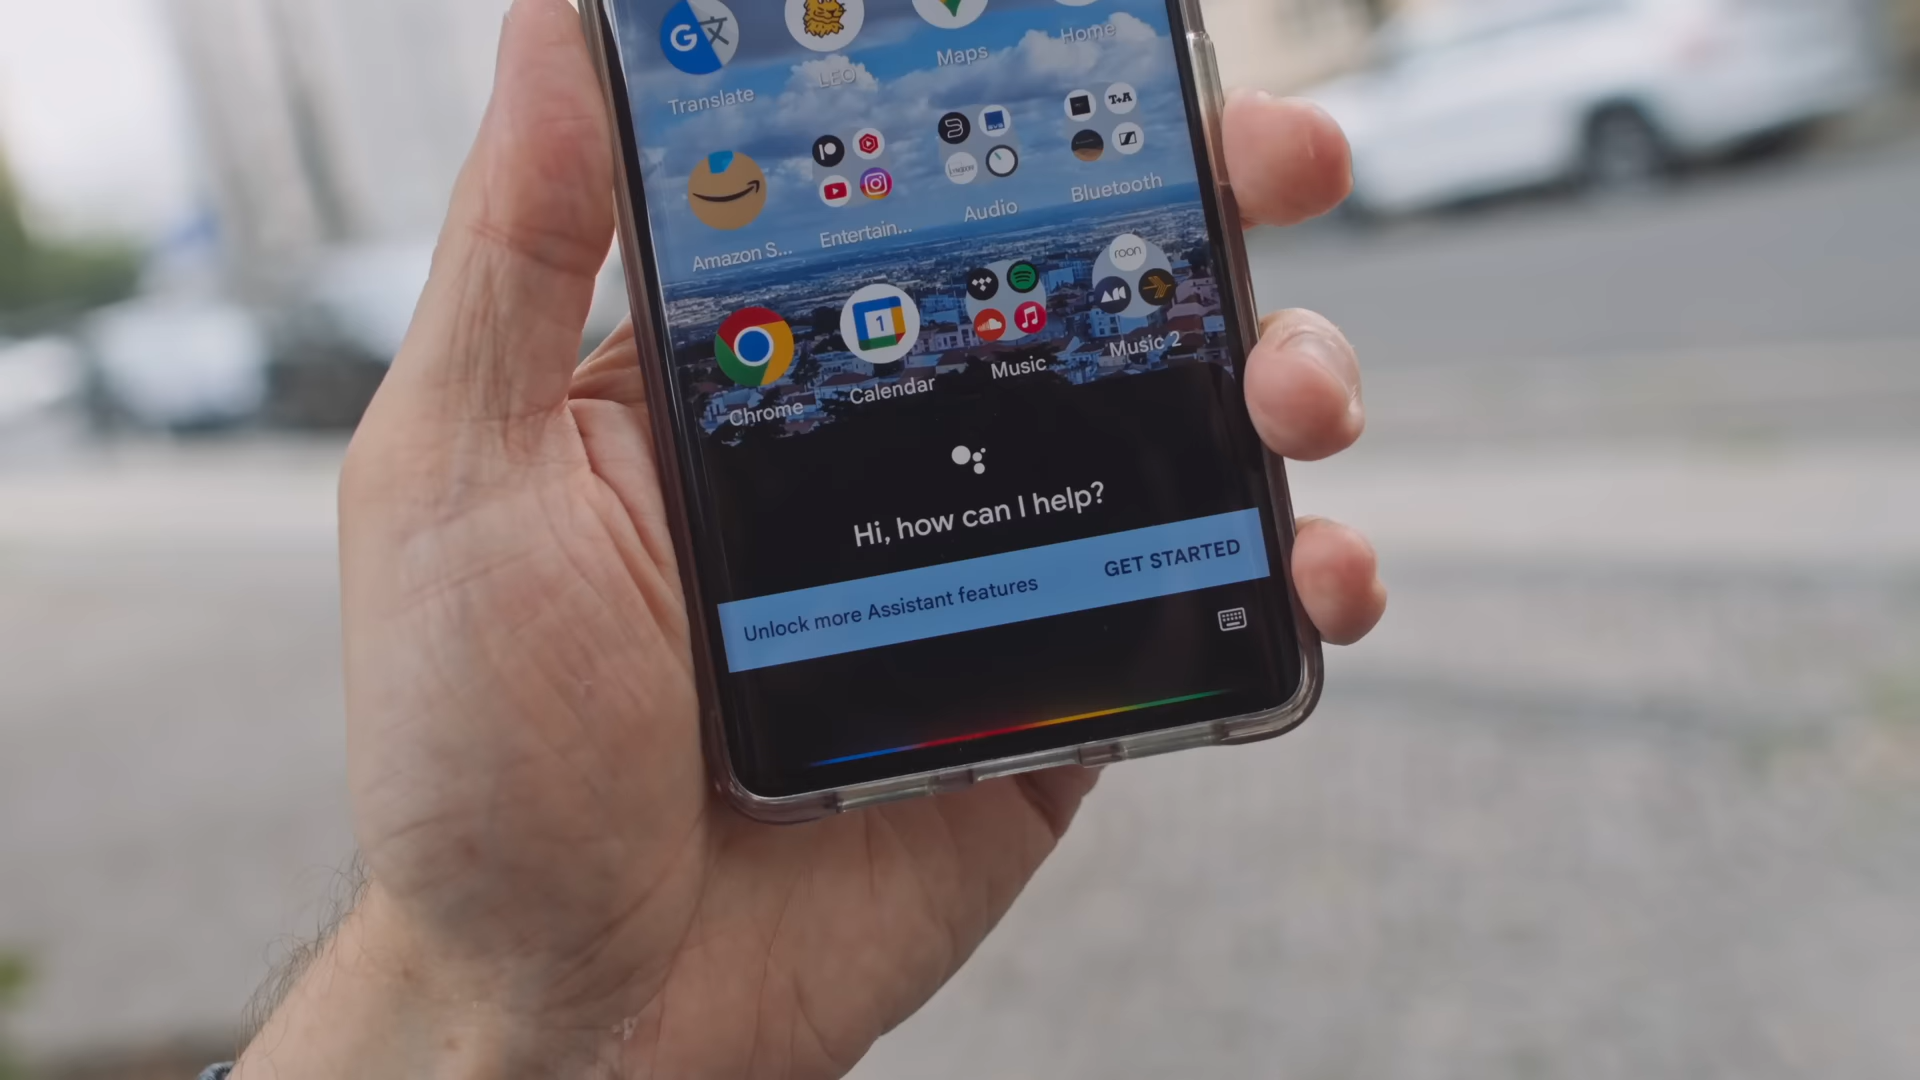 Translate
LEO
Maps
Home
Amazon S...
Entertain...
Audio
T+A
Bluetooth
Chrome
1
Calendar
Music
roon
Music 2
Hi, how can I help?
Unlock more Assistant features
GET STARTED